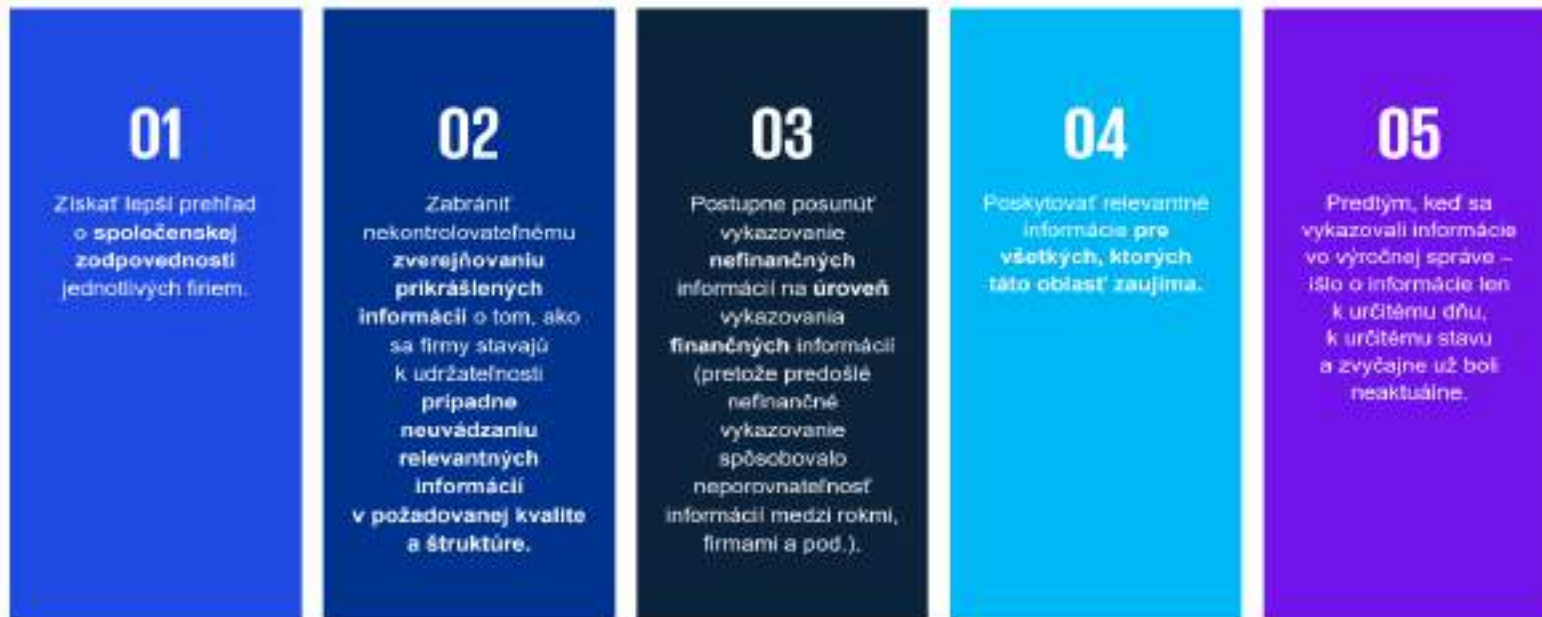 01
Získať lepší prehľad
o spoločenskej
zodpovednosti
jednotlivých firiem.
02
Zabrániť
nekontrolovateľnému
zverejňovaniu
prikrášlených
informácií o tom, ako
sa firmy stavajú
k udržateľnosti
prípadne
neuvádzaniu
relevantných
informácií
v požadovanej kvalite
a štruktúre.
03
Postupne posunúť
vykazovanie
nefinančných
informácií na úroveň
vykazovania
finančných informácií
(pretože predošlé
nefinančné
vykazovanie
spôsobovalo
neporovnateľnosť
informácií medzi rokmi,
firmami a pod.).
04
Poskytovať relevantné
informácie pre
všetkých, ktorých
táto oblasť zaujíma.
05
Predtým, keď sa
vykazovali informácie
vo výročnej správe –
išlo o informácie len
k určitému dňu,
k určitému stavu
a zvyčajne už boli
neaktuálne.